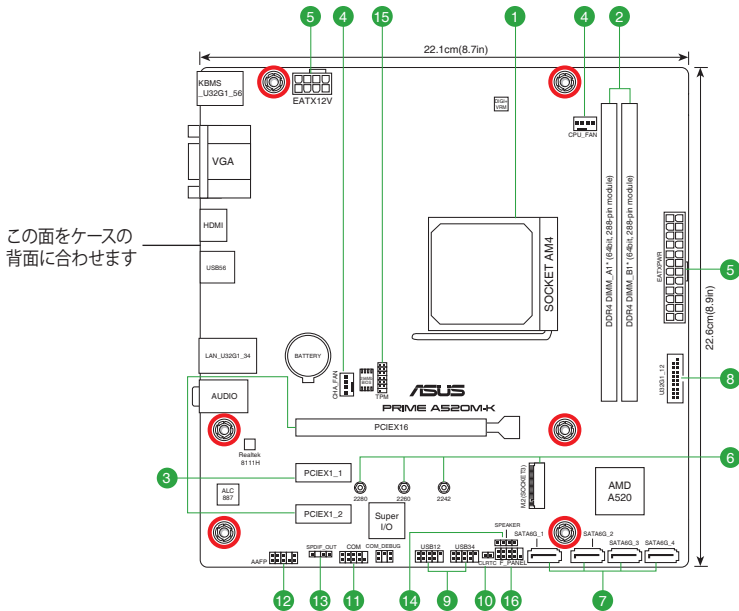 5
4
15
1
4
2
22.1cm(8.7in)
KBMS
_U32G1_56
EATX12V
DIGI+
VRM
CPU_FAN
VGA
DDR4 DIMM_A1* (64bit, 288-pin module)
DDR4 DIMM_B1* (64bit, 288-pin module)
HDMI
この面をケースの
背面に合わせます
USB56
SOCKET AM4
EATXPWR
5
22.6cm(8.9in)
LAN_U32G1_34
BATTERY
CHA_FAN
TPM
U32G1_12
8
AUDIO
ASUS
PRIME A520M-K
PCIEX16
Realtek
8111H
6
3
PCIEX1_1
2280
2260
2242
M.2(SOCKET3)
AMD
A520
ALC
887
PCIEX1_2
Super
I/O
SPEAKER
AAFP
SPDIF_OUT
COM
COM_DEBUG
USB12
USB34
CLRTC
F_PANEL
SATA6G_1
SATA6G_2
SATA6G_3
SATA6G_4
12
13
11
14
9
10
16
7